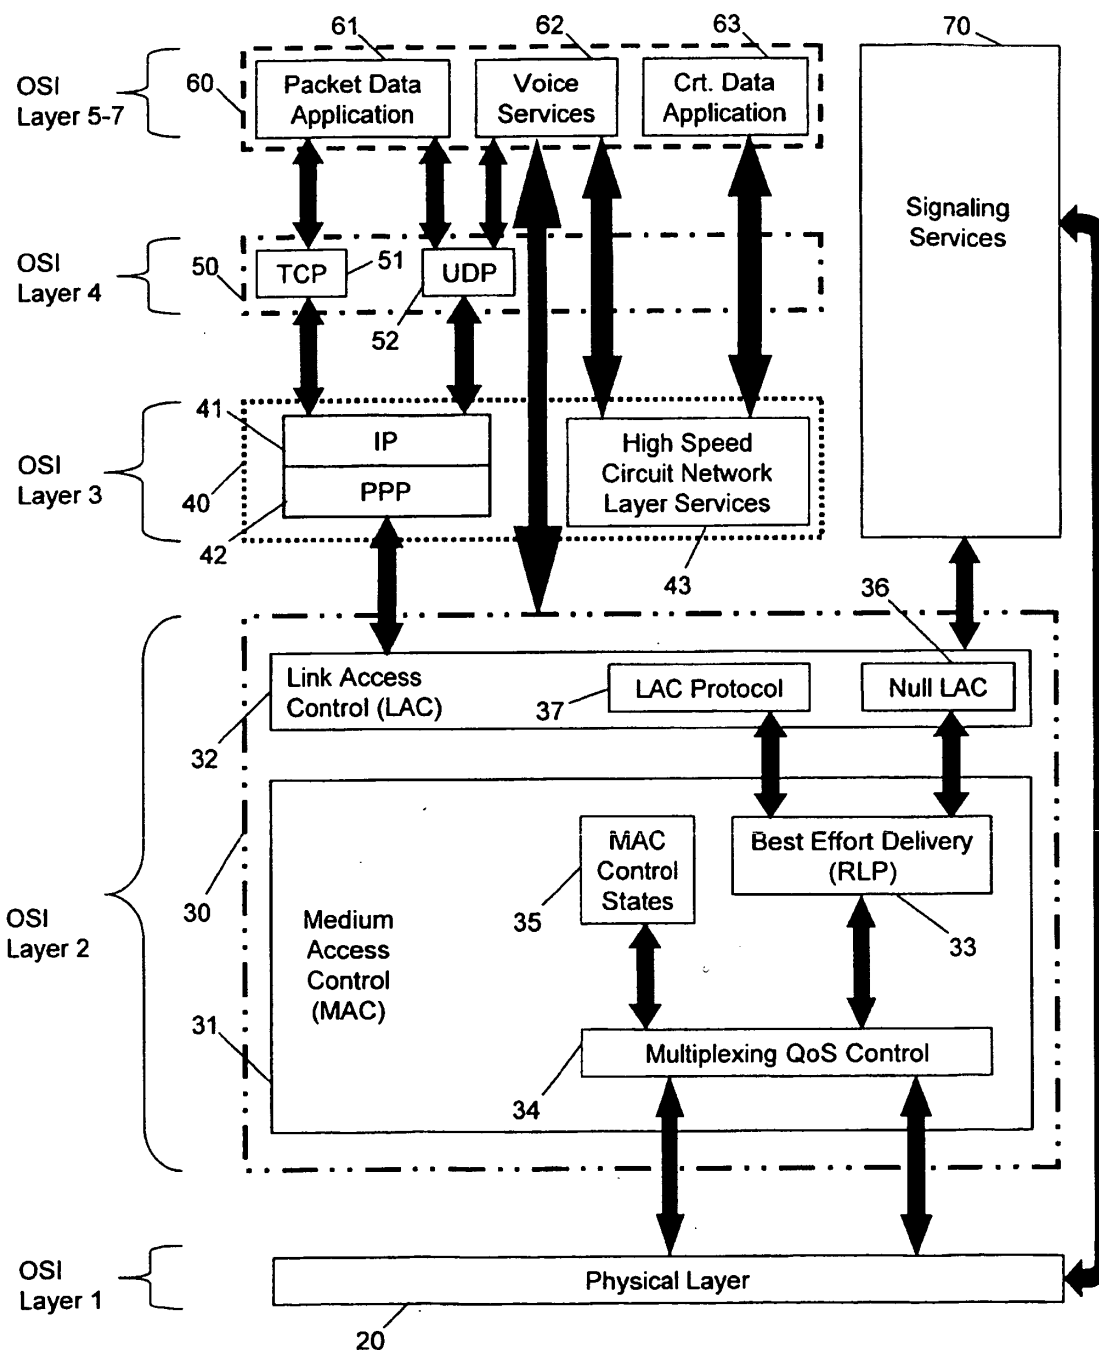 61
62
63
70
OSI
Layer 5-7
60
Packet Data
Application
Voice
Services
Crt. Data
Application
Signaling
Services
OSI
Layer 4
50
TCP
51
UDP
52
OSI
Layer 3
41
40
42
IP
PPP
High Speed
Circuit Network
Layer Services
43
36
Link Access
Control (LAC)
32
37
LAC Protocol
Null LAC
OSI
Layer 2
30
MAC
Control
States
35
Best Effort Delivery
(RLP)
33
Medium
Access
Control
(MAC)
31
Multiplexing QoS Control
34
OSI
Layer 1
Physical Layer
20